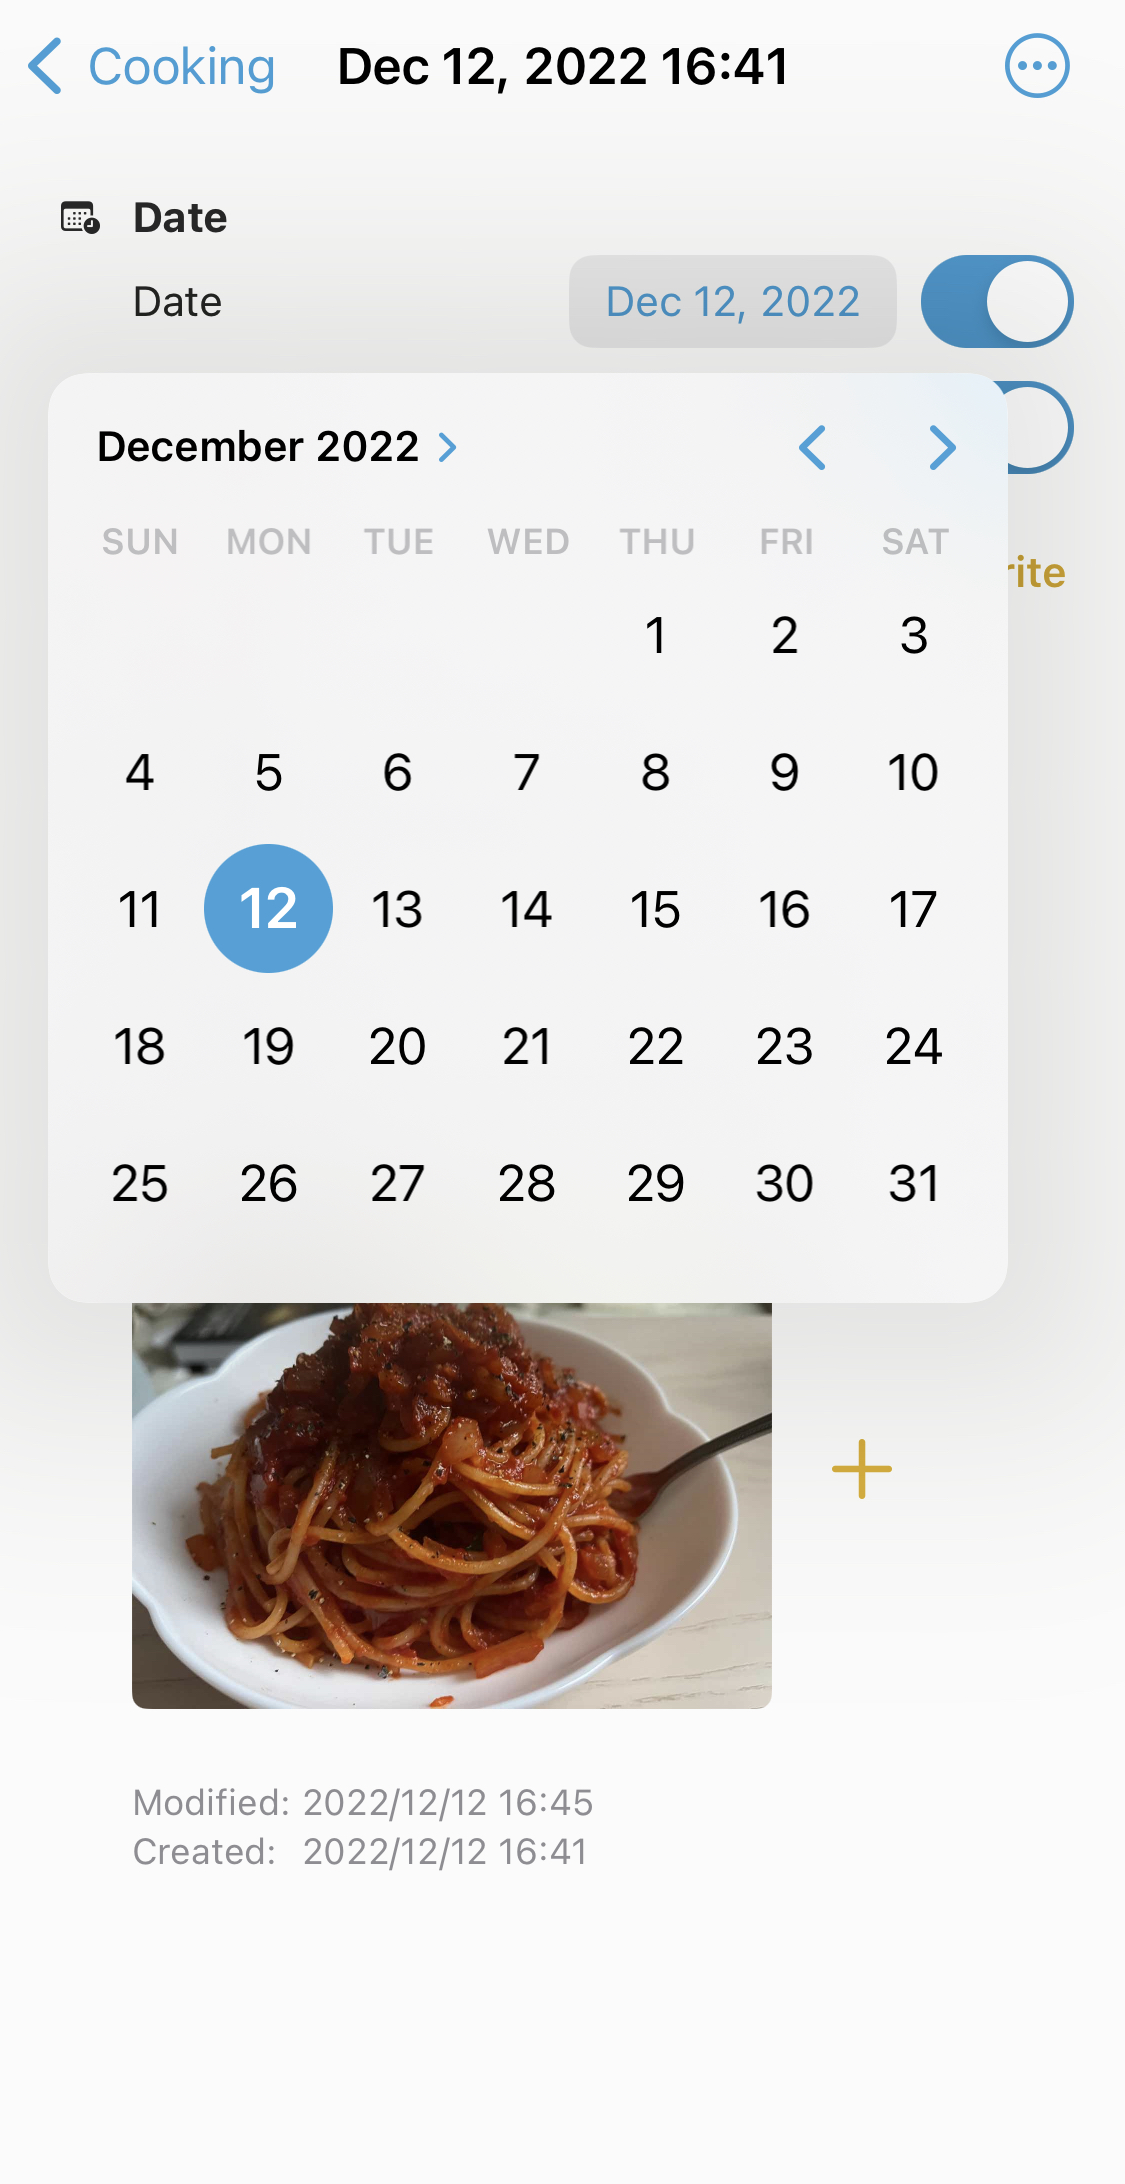 Cooking Dec 12, 2022 16:41
Date
Date Dec 12, 2022
December 2022
SUN MON TUE WED THU FRI SAT
1 2 3
4 5 6 7 8 9 10
11 12 13 14 15 16 17
18 19 20 21 22 23 24
25 26 27 28 29 30 31
Modified: 2022/12/12 16:45
Created: 2022/12/12 16:41